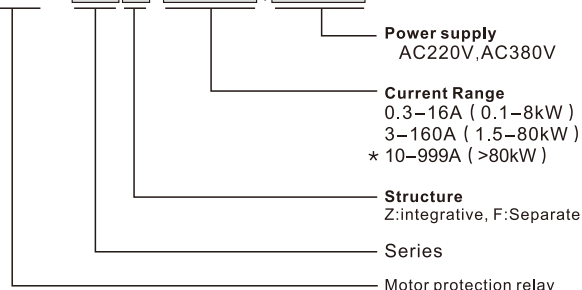 Power supply
AC220V,AC380V
Current Range
0.3–16A ( 0.1–8kW )
3–160A ( 1.5–80kW )
* 10–999A ( >80kW )
Structure
Z:integrative, F:Separate
Series
Motor protection relay